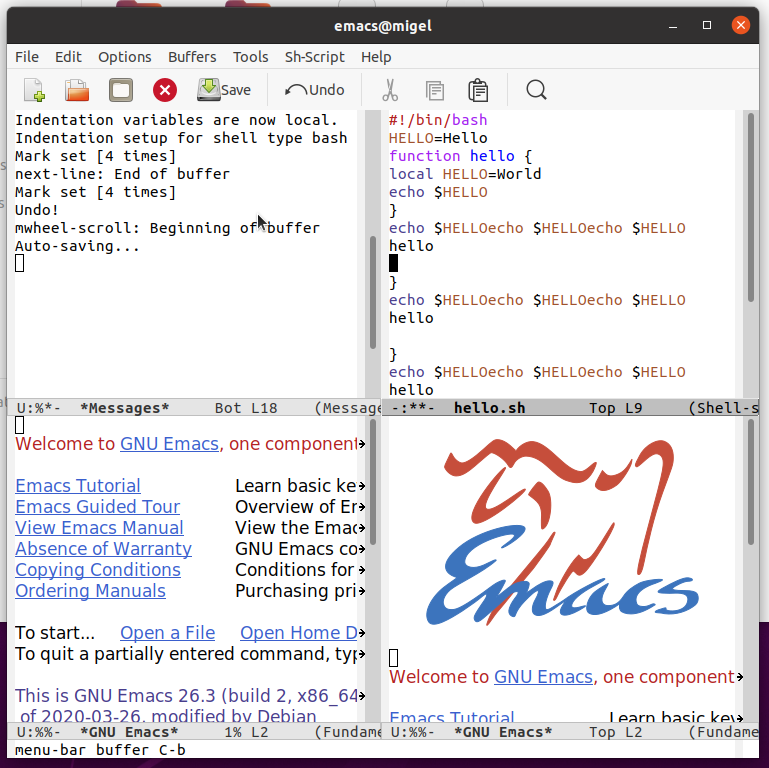 emacs@migel
File Edit Options Buffers Tools Sh-Script Help
Save Undo
Indentation variables are now local.
Indentation setup for shell type bash
Mark set [4 times]
next-line: End of buffer
Mark set [4 times]
Undo!
mwheel-scroll: Beginning of buffer
Auto-saving...
U:%*- *Messages* Bot L18 (Message
#!/bin/bash
HELLO=Hello
function hello {
local HELLO=World
echo $HELLO
}
echo $HELLOecho $HELLOecho $HELLO
hello
}
echo $HELLOecho $HELLOecho $HELLO
hello
}
echo $HELLOecho $HELLOecho $HELLO
hello
-:**- hello.sh Top L9 (Shell-s
Welcome to GNU Emacs, one component
Emacs Tutorial Learn basic ke
Emacs Guided Tour Overview of Em
View Emacs Manual View the Emac
Absence of Warranty GNU Emacs co
Copying Conditions Conditions for
Ordering Manuals Purchasing pri
To start... Open a File Open Home D
To quit a partially entered command, typ
This is GNU Emacs 26.3 (build 2, x86_64
of 2020-03-26, modified by Debian
U:%%- *GNU Emacs* 1% L2 (Fundame
Emacs
Welcome to GNU Emacs, one component
Emacs Tutorial Learn basic key
U:%%- *GNU Emacs* Top L2 (Fundame
menu-bar buffer C-b